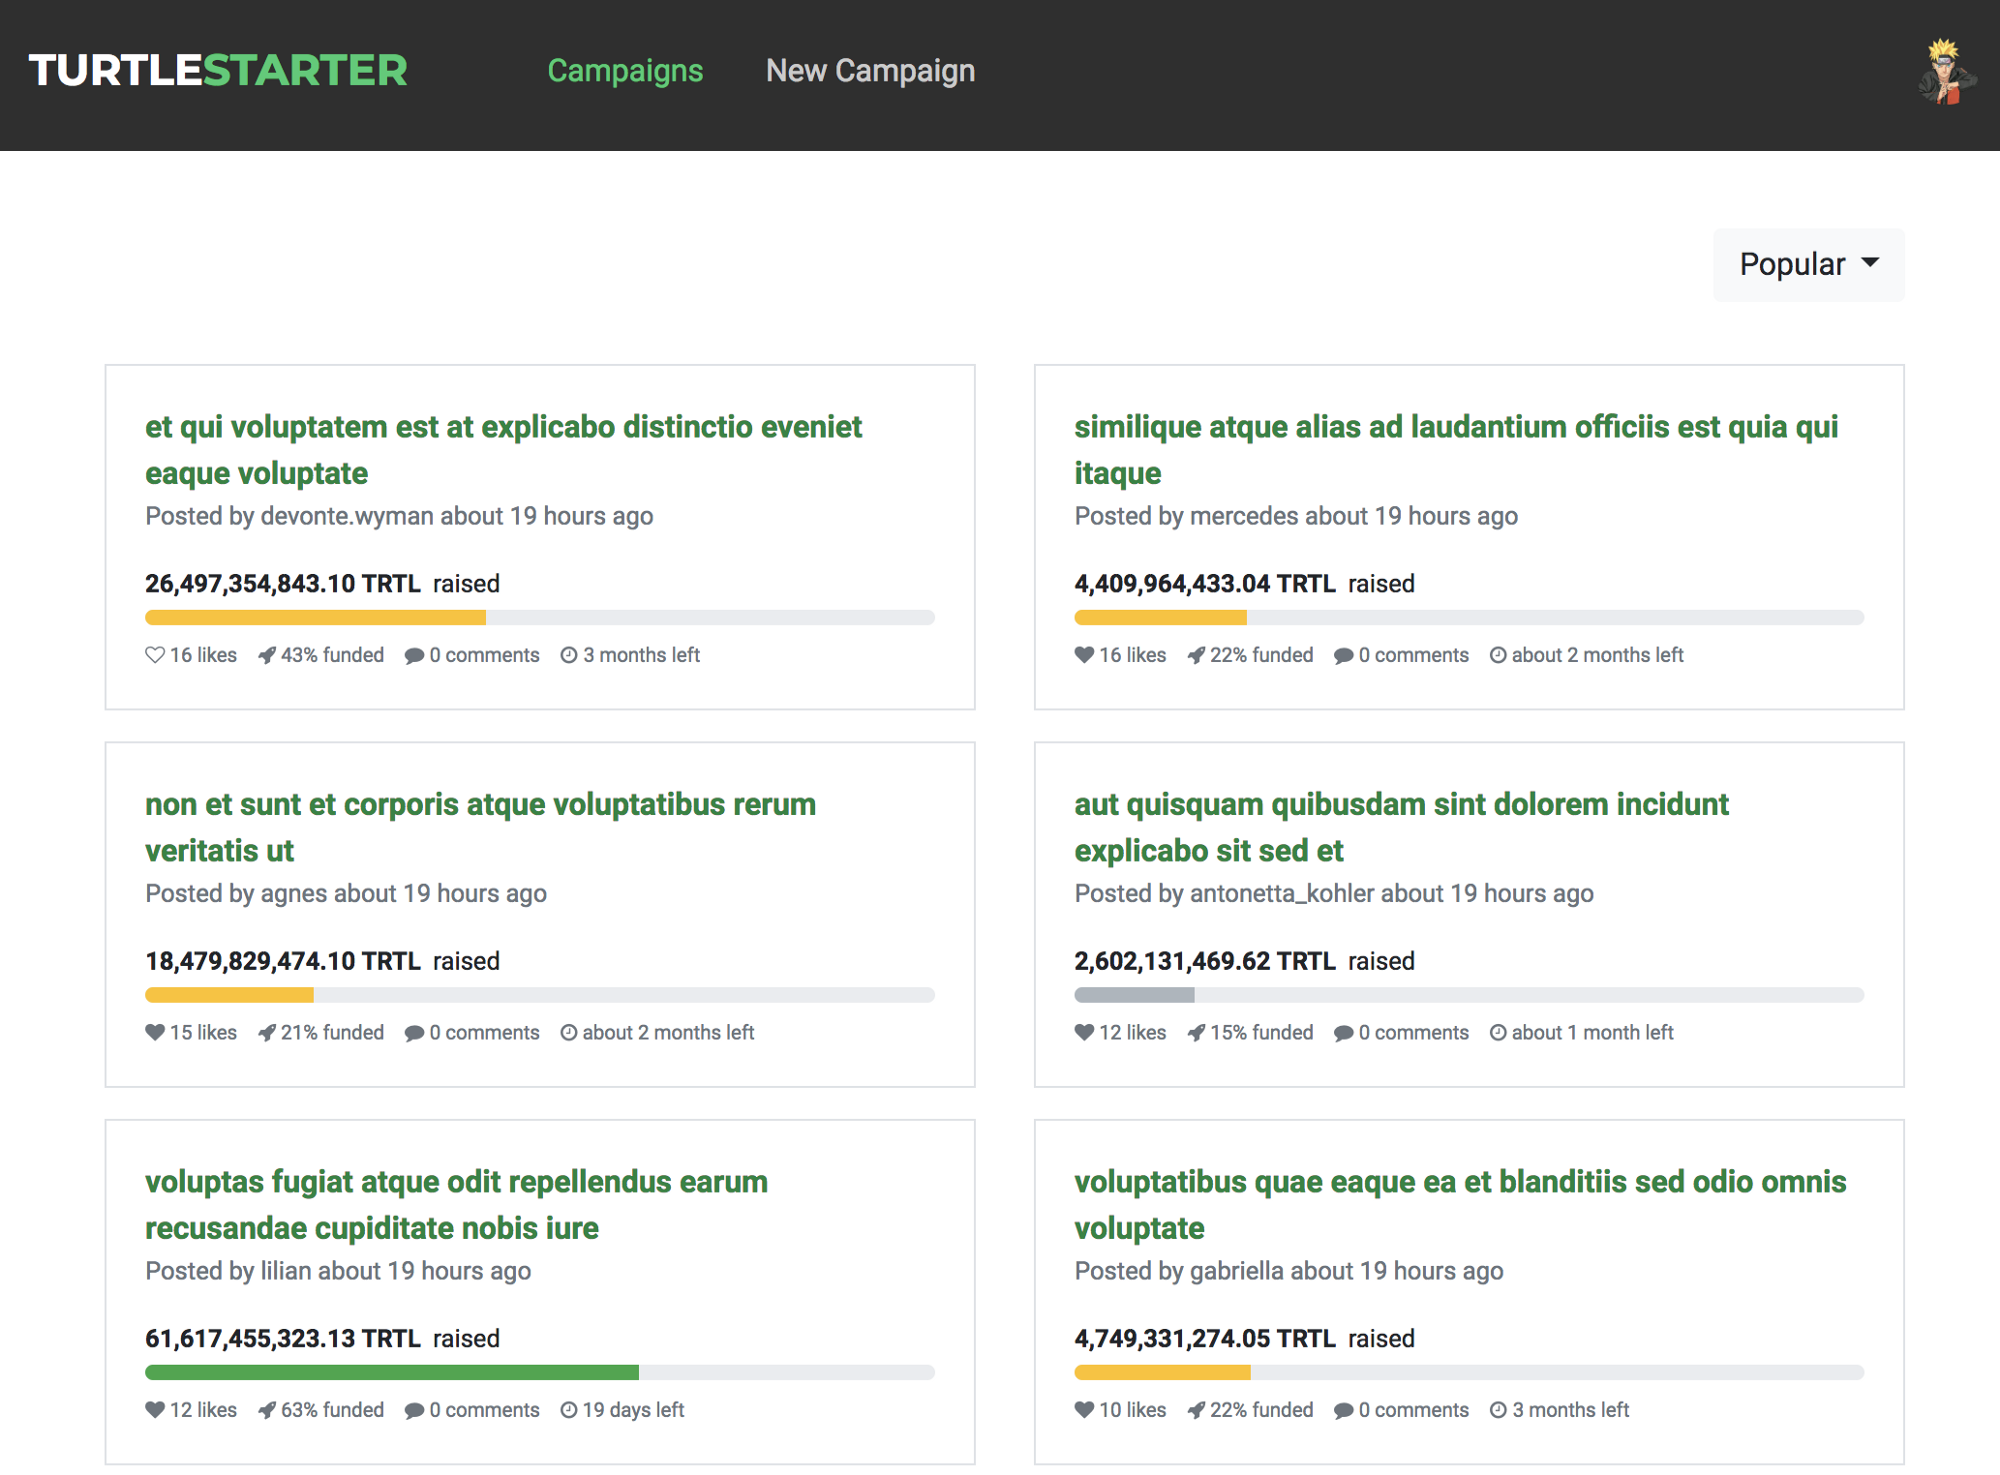 TURTLESTARTER
Campaigns
New Campaign
Popular
et qui voluptatem est at explicabo distinctio eveniet
eaque voluptate
Posted by devonte.wyman about 19 hours ago
26,497,354,843.10 TRTL raised
16 likes 43% funded 0 comments 3 months left
similique atque alias ad laudantium officiis est quia qui
itaque
Posted by mercedes about 19 hours ago
4,409,964,433.04 TRTL raised
16 likes 22% funded 0 comments about 2 months left
non et sunt et corporis atque voluptatibus rerum
veritatis ut
Posted by agnes about 19 hours ago
18,479,829,474.10 TRTL raised
15 likes 21% funded 0 comments about 2 months left
aut quisquam quibusdam sint dolorem incidunt
explicabo sit sed et
Posted by antonetta_kohler about 19 hours ago
2,602,131,469.62 TRTL raised
12 likes 15% funded 0 comments about 1 month left
voluptas fugiat atque odit repellendus earum
recusandae cupiditate nobis iure
Posted by lilian about 19 hours ago
61,617,455,323.13 TRTL raised
12 likes 63% funded 0 comments 19 days left
voluptatibus quae eaque ea et blanditiis sed odio omnis
voluptate
Posted by gabriella about 19 hours ago
4,749,331,274.05 TRTL raised
10 likes 22% funded 0 comments 3 months left